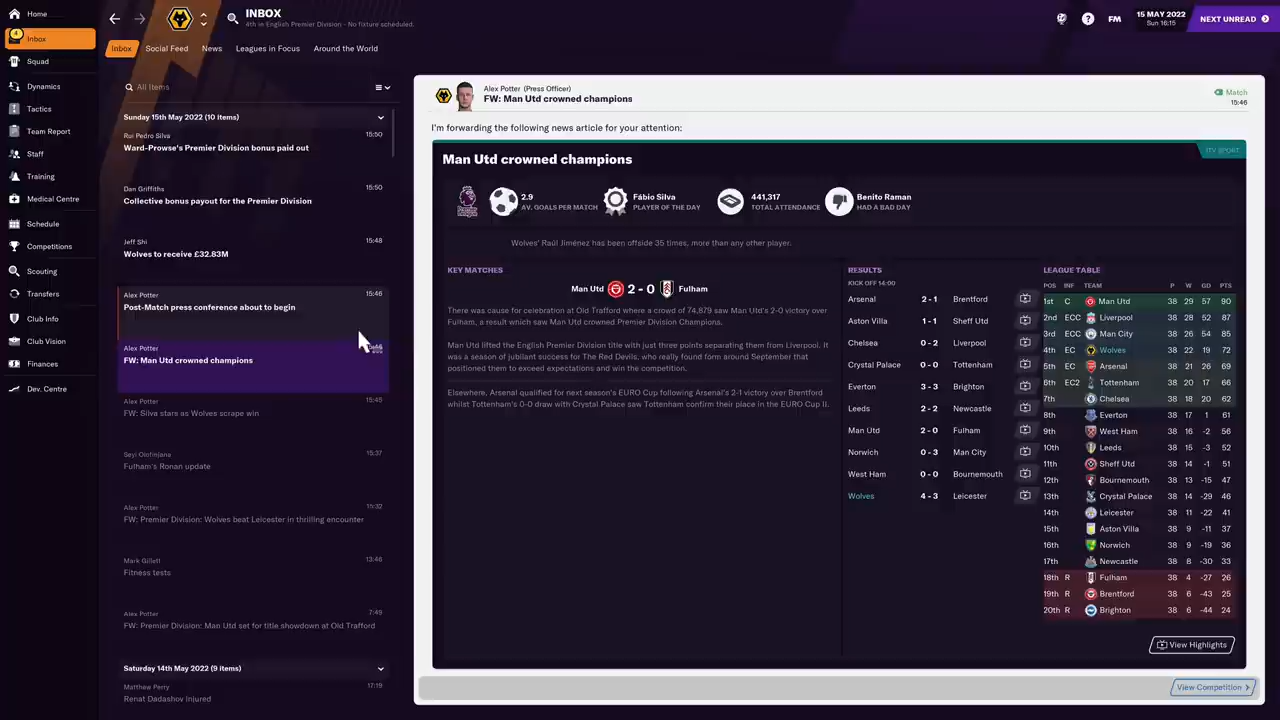 Home
INBOX
4th in English Premier Division - No fixture scheduled.
FM
15 MAY 2022
Sun 16:15
NEXT UNREAD
4
Inbox
Squad
Dynamics
Tactics
Team Report
Staff
Training
Medical Centre
Schedule
Competitions
Scouting
Transfers
Club Info
Club Vision
Finances
Dev. Centre
Inbox
Social Feed
News
Leagues in Focus
Around the World
All Items
Sunday 15th May 2022 (10 items)
Rui Pedro Silva 15:50
Ward-Prowse's Premier Division bonus paid out
Dan Griffiths 15:50
Collective bonus payout for the Premier Division
Jeff Shi 15:48
Wolves to receive £32.83M
Alex Potter 15:46
Post-Match press conference about to begin
Alex Potter
FW: Man Utd crowned champions
Alex Potter 15:45
FW: Silva stars as Wolves scrape win
Seyi Olofinjana 15:37
Fulham's Ronan update
Alex Potter
FW: Premier Division: Wolves beat Leicester in thrilling encounter
Mark Gillett 13:46
Fitness tests
Alex Potter 7:49
FW: Premier Division: Man Utd set for title showdown at Old Trafford
Saturday 14th May 2022 (9 items)
Matthew Perry 17:19
Renat Dadashov Injured
Alex Potter (Press Officer)
FW: Man Utd crowned champions
Match
15:46
I'm forwarding the following news article for your attention:
Man Utd crowned champions
ITV SPORT
2.9
AV. GOALS PER MATCH
Fábio Silva
PLAYER OF THE DAY
441,317
TOTAL ATTENDANCE
Benito Raman
HAD A BAD DAY
Wolves' Raúl Jiménez has been offside 35 times, more than any other player.
KEY MATCHES
Man Utd 2 - 0 Fulham
There was cause for celebration at Old Trafford where a crowd of 74,879 saw Man Utd's 2-0 victory over
Fulham, a result which saw Man Utd crowned Premier Division Champions.
Man Utd lifted the English Premier Division title with just three points separating them from Liverpool. It
was a season of jubilant success for The Red Devils, who really found form around September that
positioned them to exceed expectations and win the competition.
Elsewhere, Arsenal qualified for next season's EURO Cup following Arsenal's 2-1 victory over Brentford
whilst Tottenham's 0-0 draw with Crystal Palace saw Tottenham confirm their place in the EURO Cup II.
RESULTS
KICK OFF 14:00
Arsenal 2 - 1 Brentford
Aston Villa 1 - 1 Sheff Utd
Chelsea 0 - 2 Liverpool
Crystal Palace 0 - 0 Tottenham
Everton 3 - 3 Brighton
Leeds 2 - 2 Newcastle
Man Utd 2 - 0 Fulham
Norwich 0 - 3 Man City
West Ham 0 - 0 Bournemouth
Wolves 4 - 3 Leicester
LEAGUE TABLE
POS INF TEAM P W GD PTS
1st C Man Utd 38 29 57 90
2nd EC Liverpool 38 28 52 87
3rd EC Man City 38 26 54 85
4th EC Wolves 38 22 19 72
5th EC Arsenal 38 21 26 69
6th EC2 Tottenham 38 20 17 66
7th Chelsea 38 18 20 62
8th Everton 38 17 1 61
9th West Ham 38 16 -2 56
10th Leeds 38 15 -3 52
11th Sheff Utd 38 14 -1 51
12th Bournemouth 38 13 -15 47
13th Crystal Palace 38 14 -29 46
14th Leicester 38 11 -22 41
15th Aston Villa 38 9 -11 37
16th Norwich 38 9 -19 36
17th Newcastle 38 8 -30 33
18th R Fulham 38 4 -27 26
19th R Brentford 38 6 -43 25
20th R Brighton 38 6 -44 24
View Highlights
View Competition